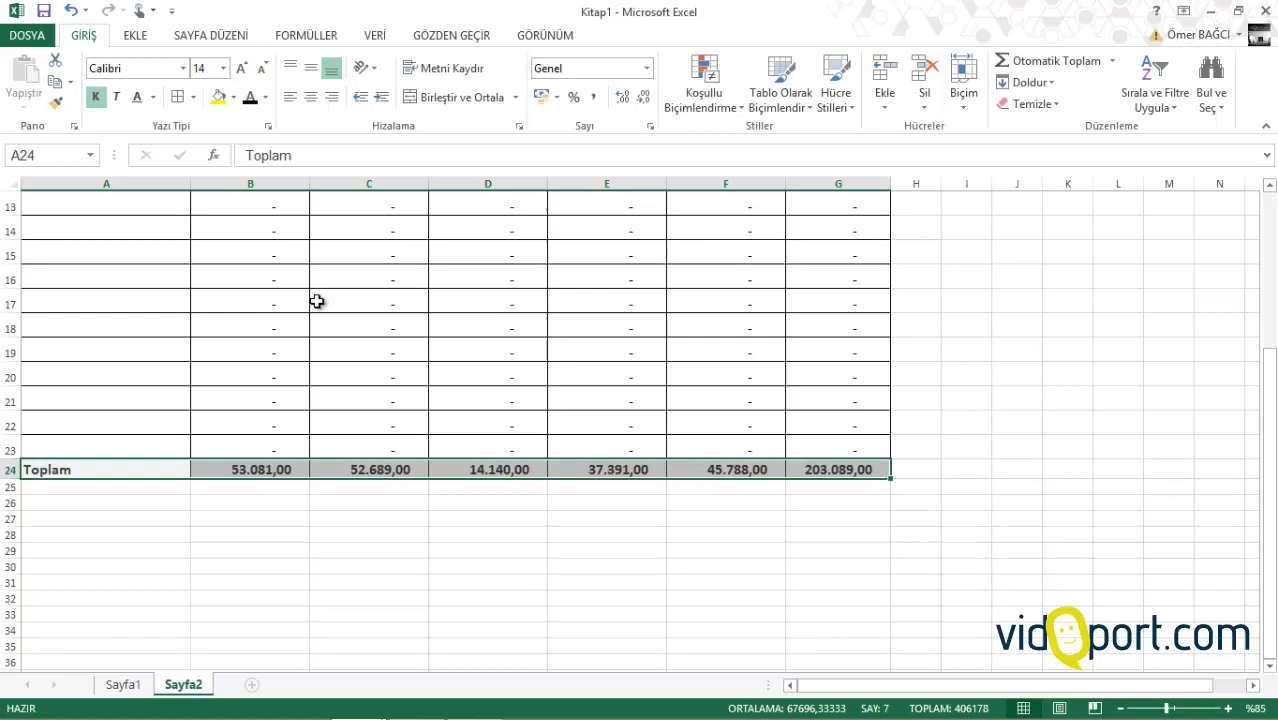 Kitap1 - Microsoft Excel
?
DOSYA GİRİŞ EKLE SAYFA DÜZENİ FORMÜLLER VERİ GÖZDEN GEÇİR GÖRÜNÜM Ömer BAĞCI
Yapıştır
Calibri 14
K T A
Metni Kaydır
Birleştir ve Ortala
Genel
%
Koşullu Biçimlendirme
Tablo Olarak Biçimlendir
Hücre Stilleri
Ekle Sil Biçim
Otomatik Toplam
Doldur
Temizle
Sırala ve Filtre Uygula
Bul ve Seç
Pano Yazı Tipi Hizalama Sayı Stiller Hücreler Düzenleme
A24 fx Toplam
A B C D E F G H I J K L M N
13 - - - - - -
14 - - - - - -
15 - - - - - -
16 - - - - - -
17 - - - - - -
18 - - - - - -
19 - - - - - -
20 - - - - - -
21 - - - - - -
22 - - - - - -
23 - - - - - -
24 Toplam 53.081,00 52.689,00 14.140,00 37.391,00 45.788,00 203.089,00
25
26
27
28
29
30
31
32
33
34
35
36
vidoport.com
Sayfa1 Sayfa2
HAZIR ORTALAMA: 67696,33333 SAY: 7 TOPLAM: 406178 %85